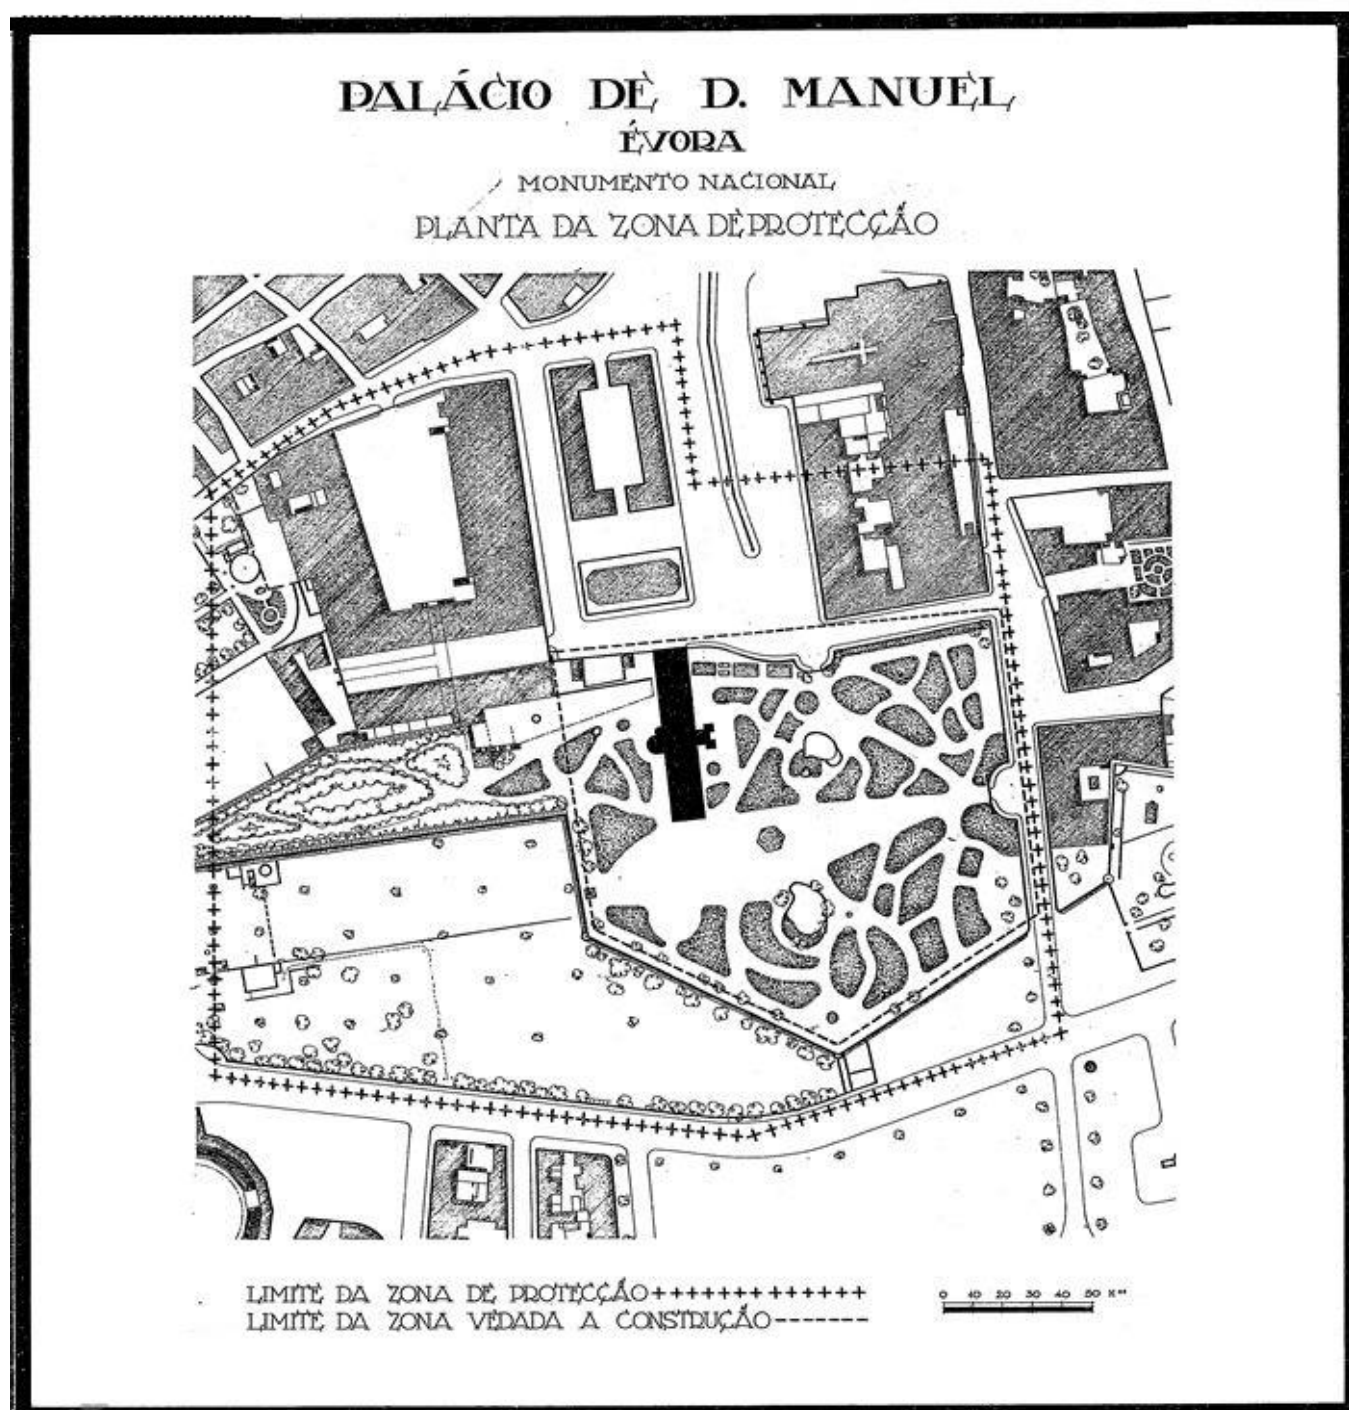 PALÁCIO DE D. MANUEL
ÉVORA
MONUMENTO NACIONAL
PLANTA DA ZONA DE PROTECÇÃO
LIMITE DA ZONA DE PROTECÇÃO++++++++++++
LIMITE DA ZONA VEDADA A CONSTRUÇÃO-------
0 10 20 30 40 50